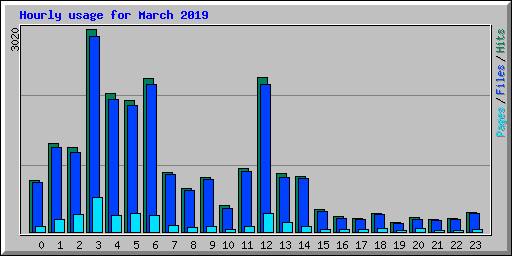 Hourly usage for March 2019
3020
Pages/Files/Hits
0 1 2 3 4 5 6 7 8 9 10 11 12 13 14 15 16 17 18 19 20 21 22 23